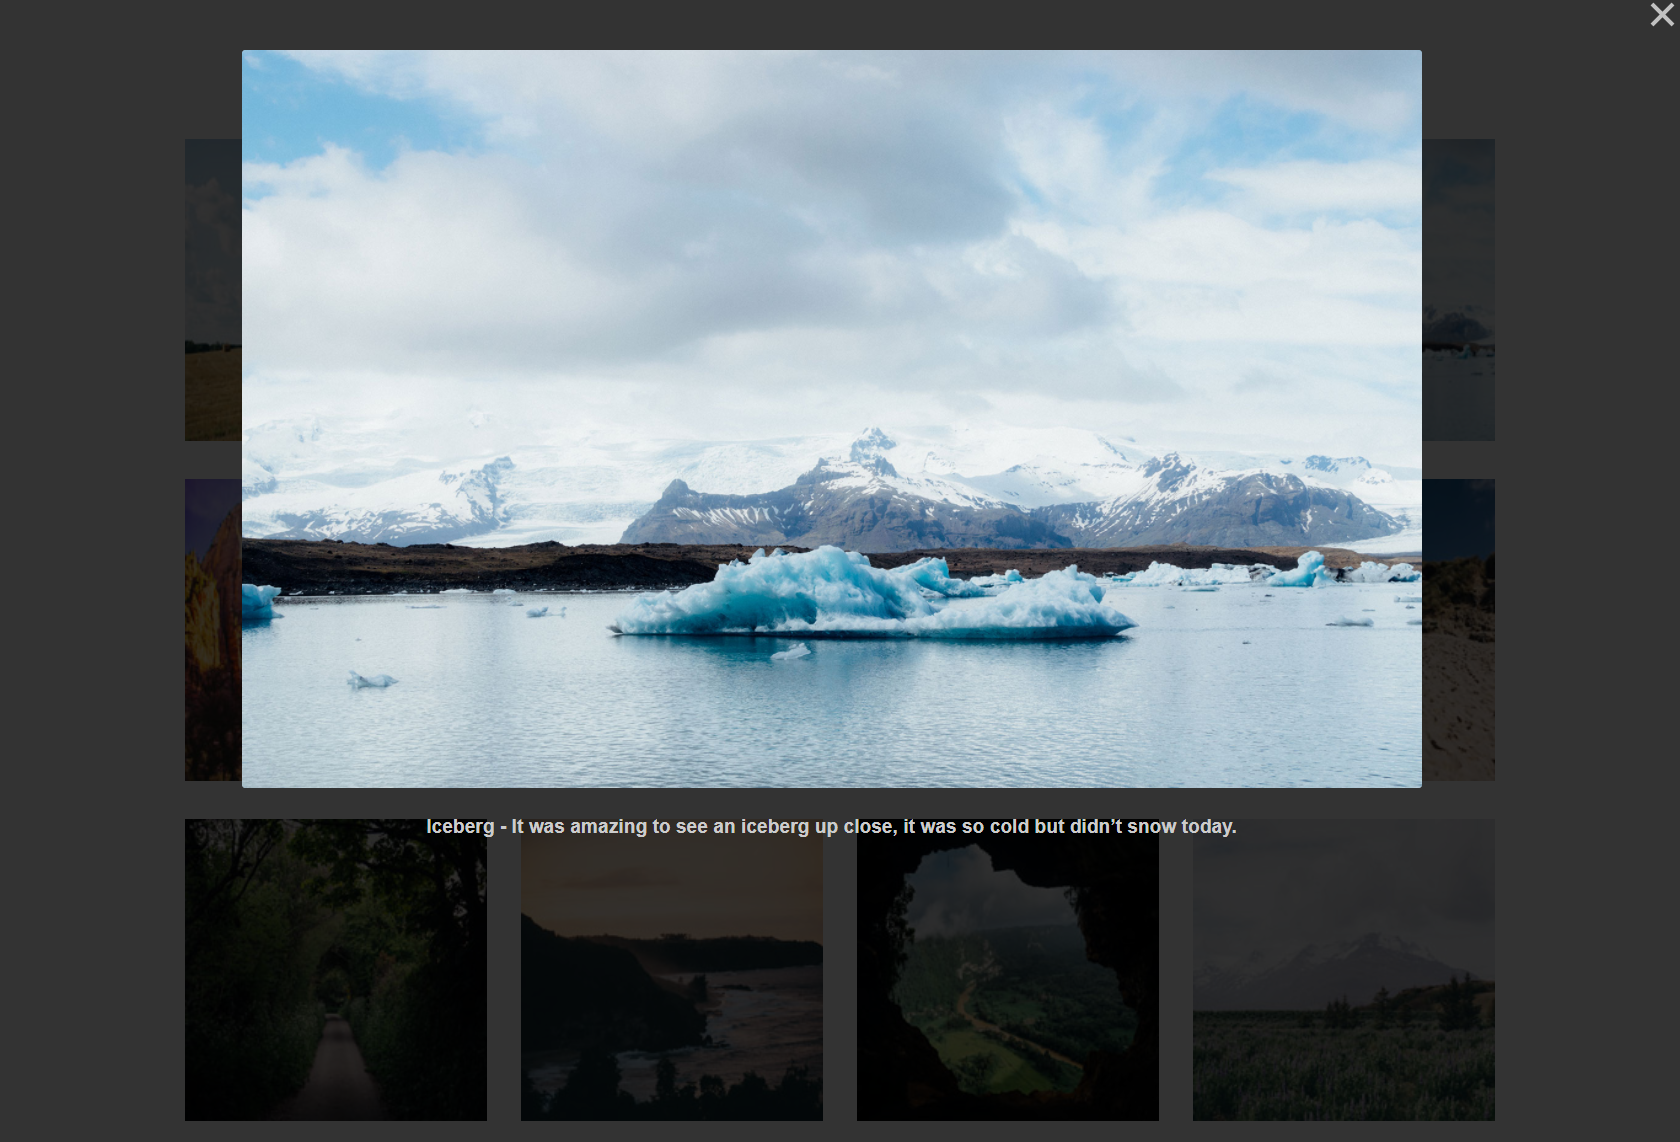 Iceberg - It was amazing to see an iceberg up close, it was so cold but didn’t snow today.